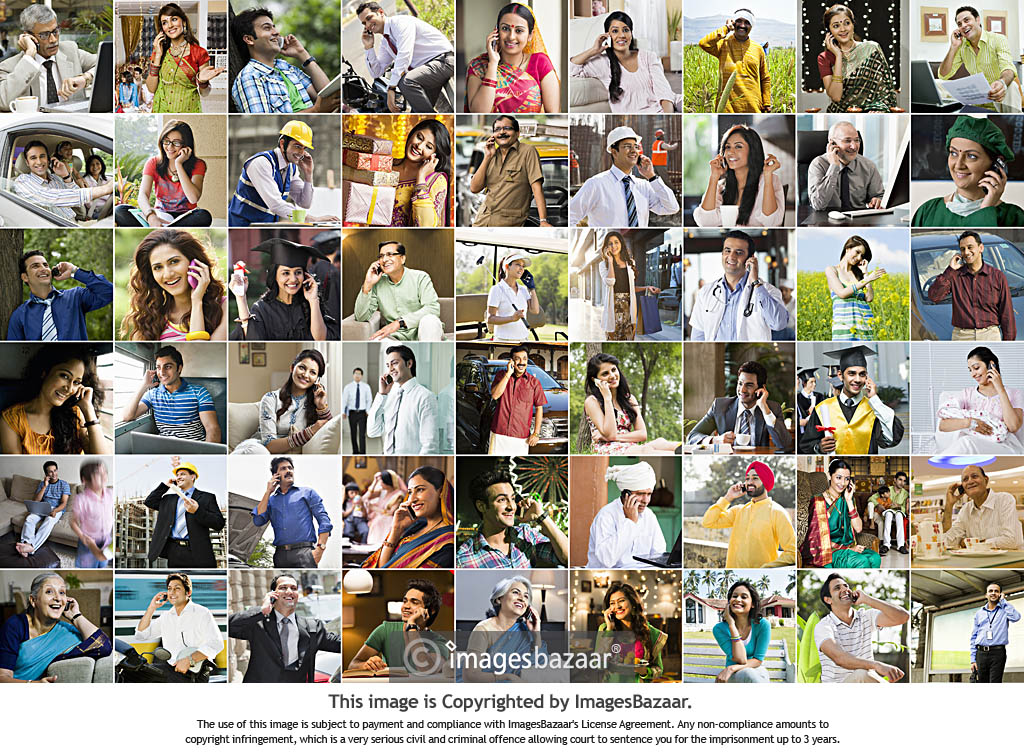 © imagesbazaar®
This image is Copyrighted by ImagesBazaar.
The use of this image is subject to payment and compliance with ImagesBazaar's License Agreement. Any non-compliance amounts to
copyright infringement, which is a very serious civil and criminal offence allowing court to sentence you for the imprisonment up to 3 years.